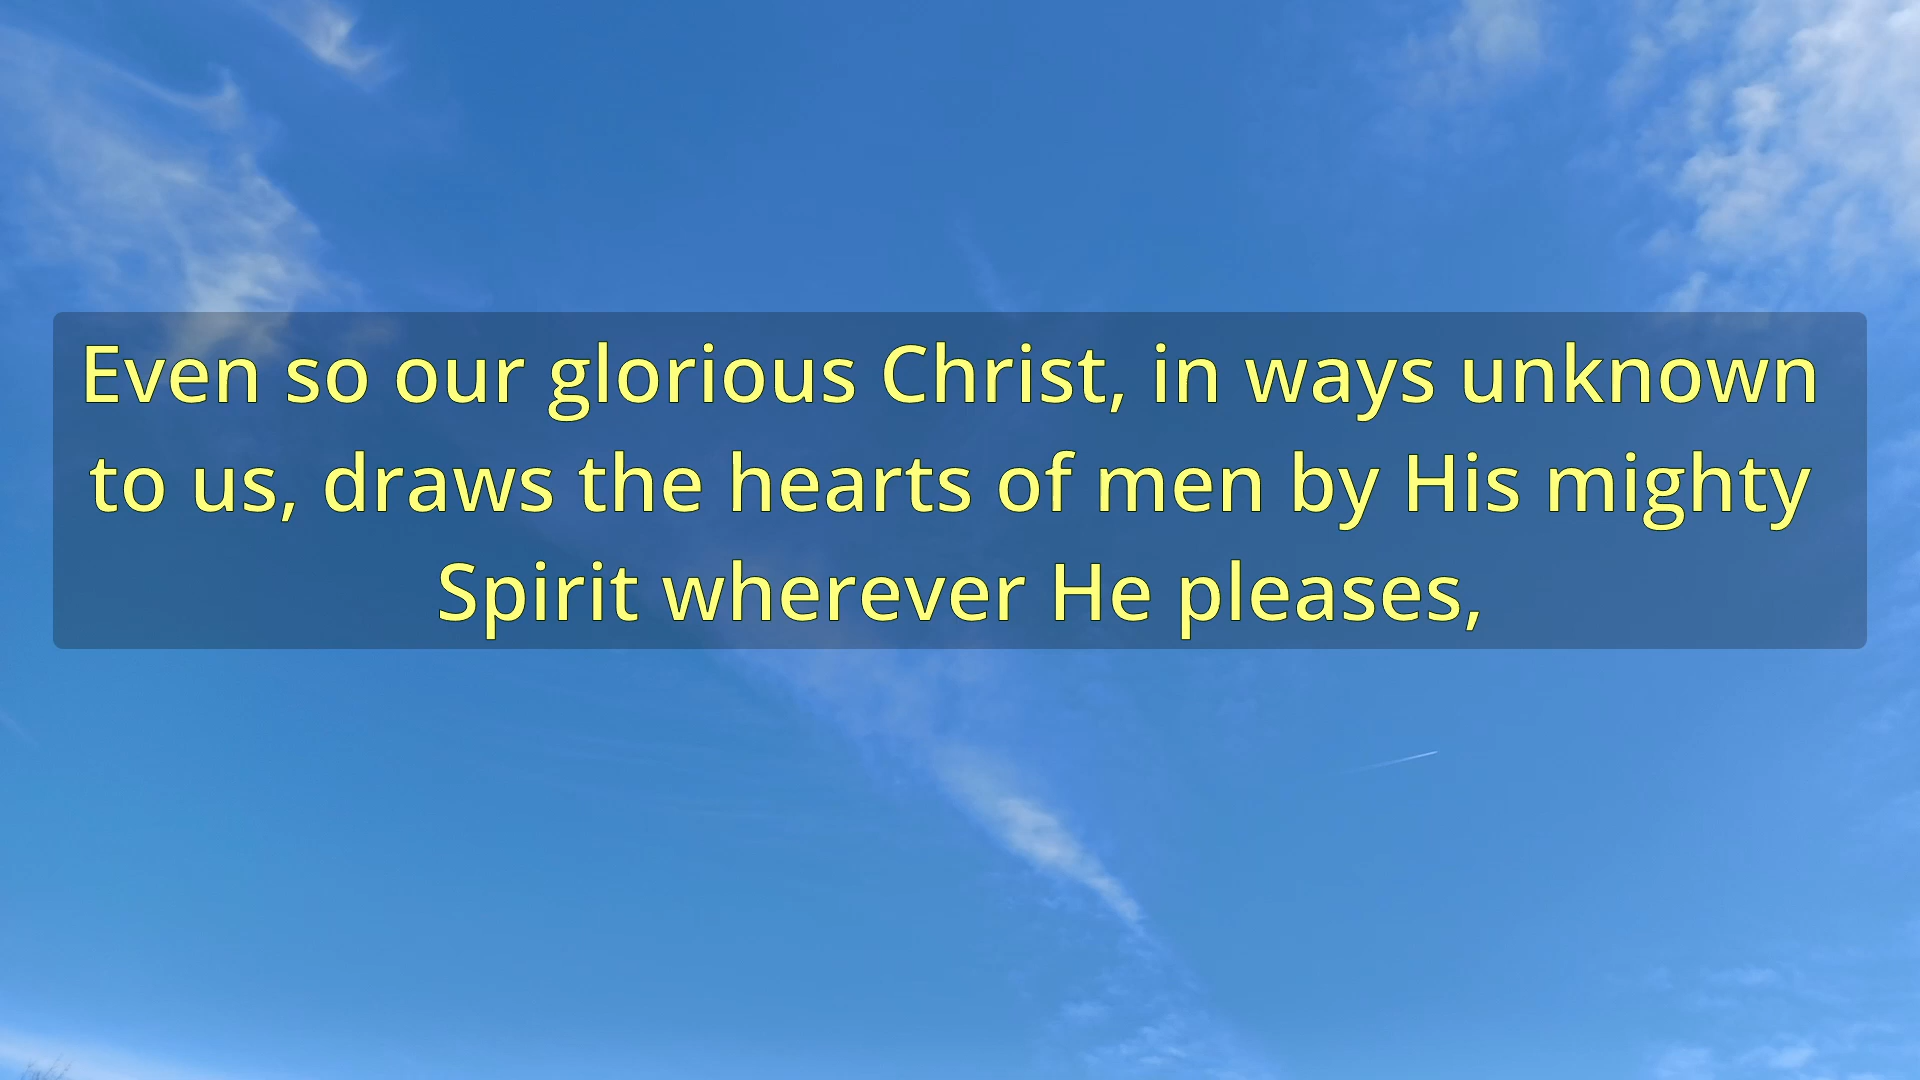 Even so our glorious Christ, in ways unknown
to us, draws the hearts of men by His mighty
Spirit wherever He pleases,